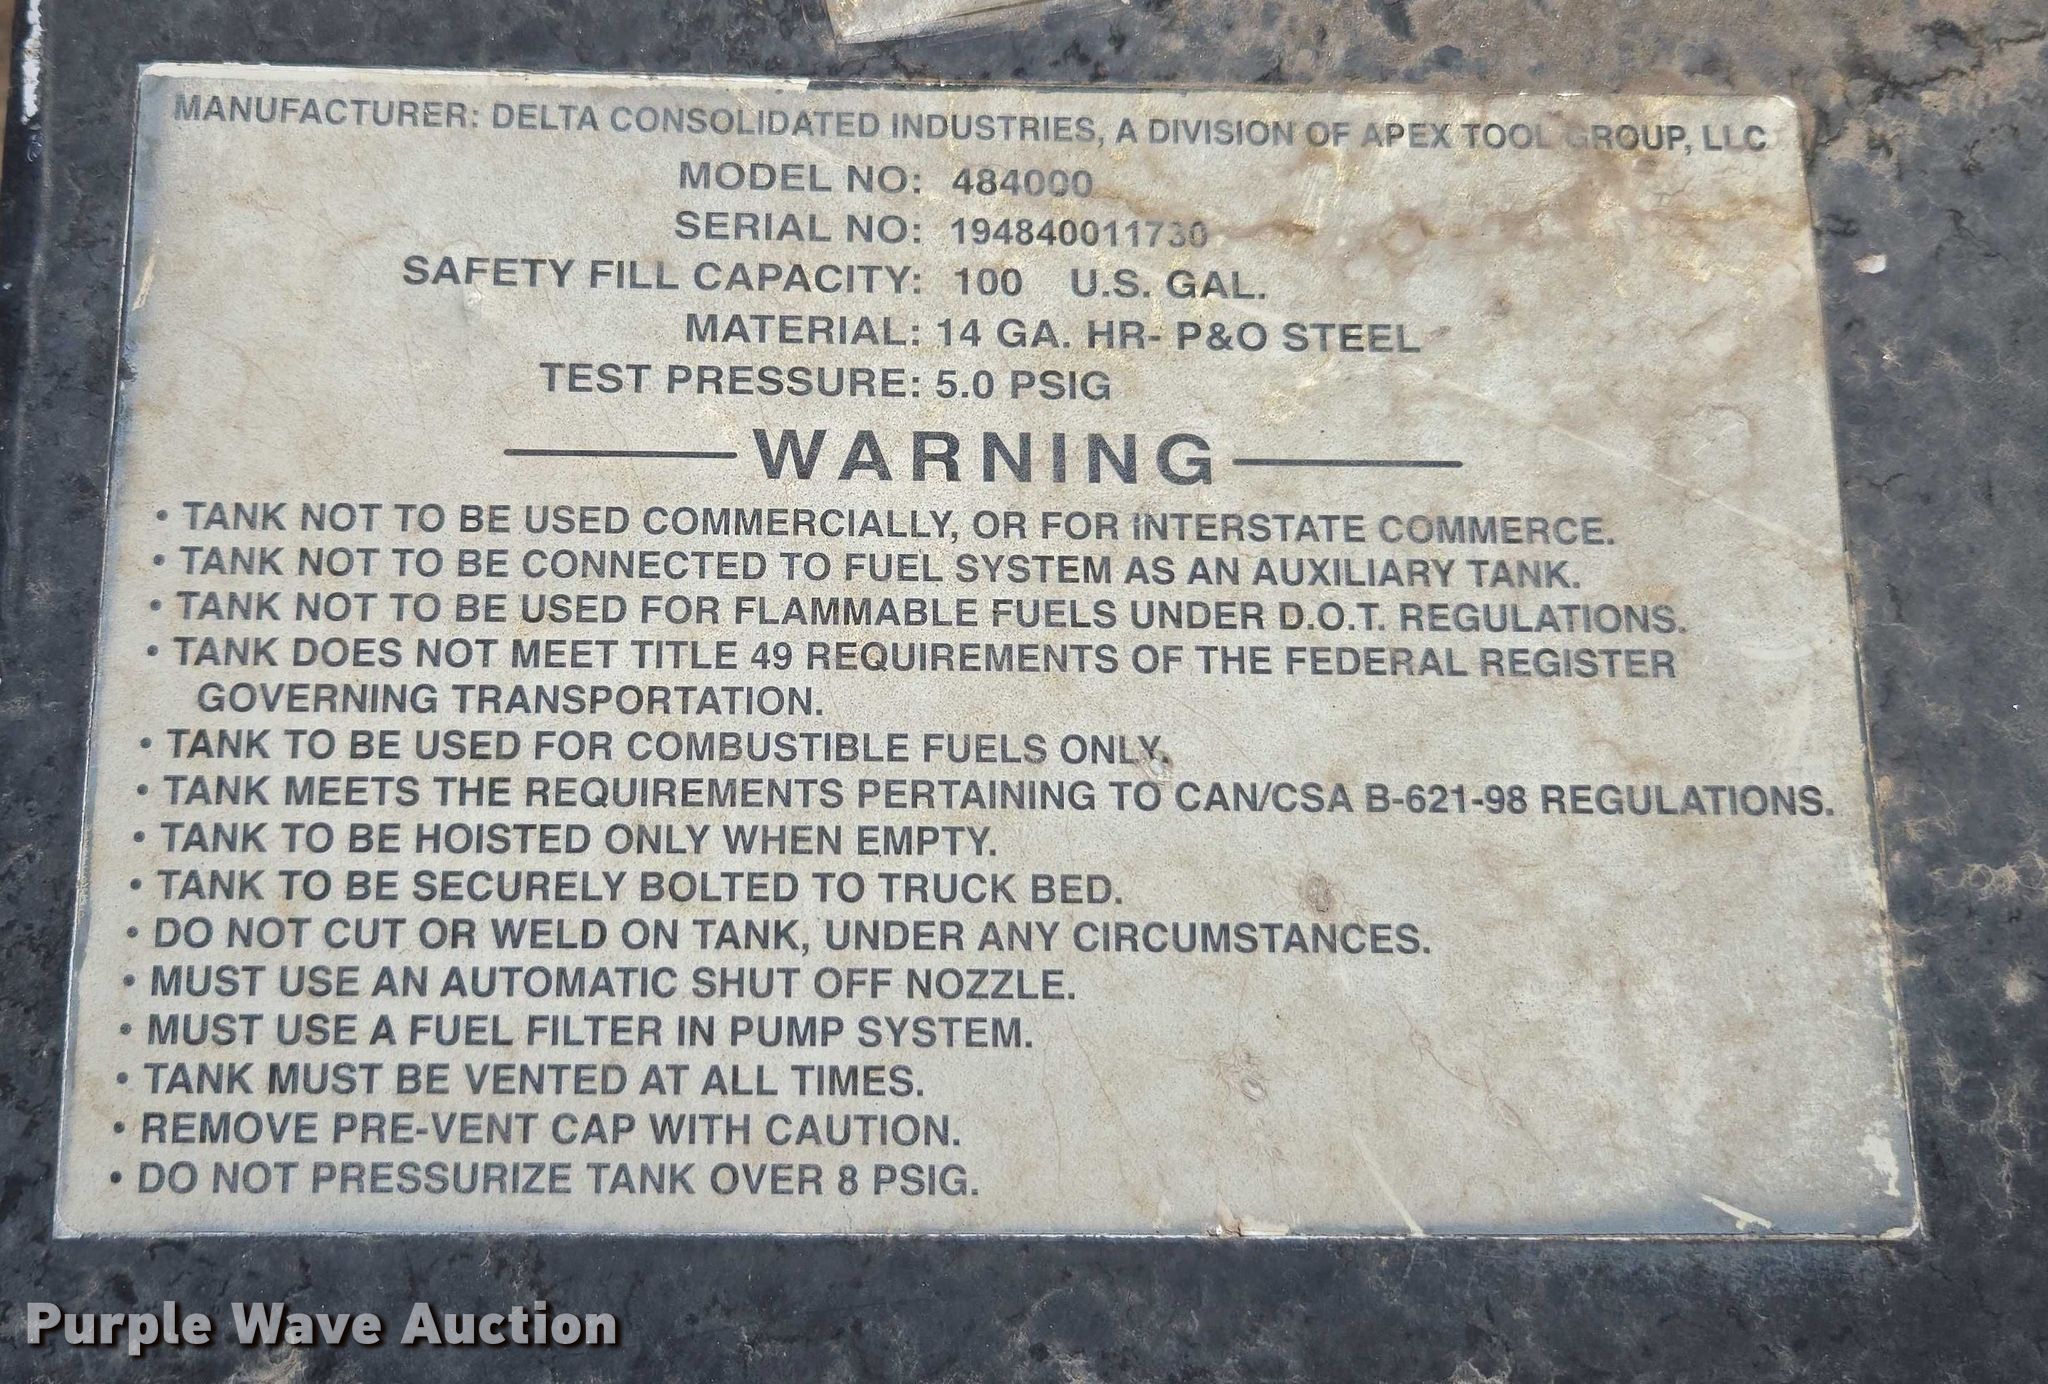 MANUFACTURER: DELTA CONSOLIDATED INDUSTRIES, A DIVISION OF APEX TOOL GROUP, LLC
MODEL NO: 484000
SERIAL NO: 194840011730
SAFETY FILL CAPACITY: 100 U.S. GAL.
MATERIAL: 14 GA. HR- P&O STEEL
TEST PRESSURE: 5.0 PSIG
WARNING
• TANK NOT TO BE USED COMMERCIALLY, OR FOR INTERSTATE COMMERCE.
• TANK NOT TO BE CONNECTED TO FUEL SYSTEM AS AN AUXILIARY TANK.
• TANK NOT TO BE USED FOR FLAMMABLE FUELS UNDER D.O.T. REGULATIONS.
• TANK DOES NOT MEET TITLE 49 REQUIREMENTS OF THE FEDERAL REGISTER
GOVERNING TRANSPORTATION.
• TANK TO BE USED FOR COMBUSTIBLE FUELS ONLY.
• TANK MEETS THE REQUIREMENTS PERTAINING TO CAN/CSA B-621-98 REGULATIONS.
• TANK TO BE HOISTED ONLY WHEN EMPTY.
• TANK TO BE SECURELY BOLTED TO TRUCK BED.
• DO NOT CUT OR WELD ON TANK, UNDER ANY CIRCUMSTANCES.
• MUST USE AN AUTOMATIC SHUT OFF NOZZLE.
• MUST USE A FUEL FILTER IN PUMP SYSTEM.
• TANK MUST BE VENTED AT ALL TIMES.
• REMOVE PRE-VENT CAP WITH CAUTION.
• DO NOT PRESSURIZE TANK OVER 8 PSIG.
Purple Wave Auction